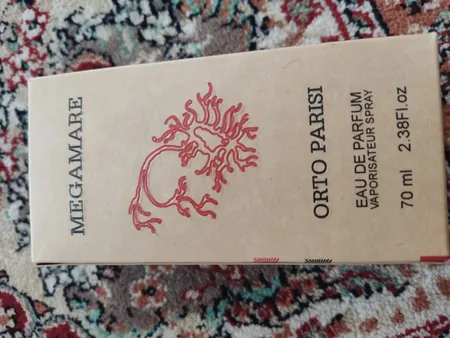 MEGAMARE
ORTO PARISI
EAU DE PARFUM
VAPORISATEUR SPRAY
70 ml 2.38Fl.oz